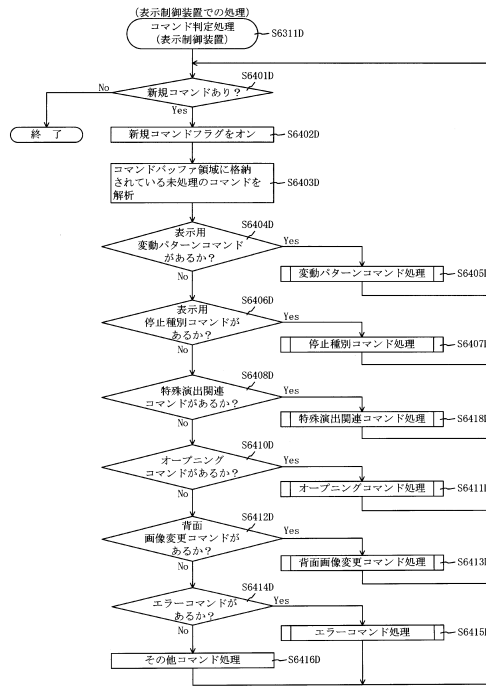 (表示制御装置での処理)
コマンド判定処理
(表示制御装置)
S6311D
S6401D
新規コマンドあり?
No
Yes
終 了
新規コマンドフラグをオン
S6402D
コマンドバッファ領域に格納
されている未処理のコマンドを
解析
S6403D
S6404D
表示用
変動パターンコマンド
があるか?
Yes
No
変動パターンコマンド処理
S6405D
S6406D
表示用
停止種別コマンドが
あるか?
Yes
No
停止種別コマンド処理
S6407D
S6408D
特殊演出関連
コマンドがあるか?
Yes
No
特殊演出関連コマンド処理
S6418D
S6410D
オープニング
コマンドがあるか?
Yes
No
オープニングコマンド処理
S6411D
S6412D
背面
画像変更コマンドが
あるか?
Yes
No
背面画像変更コマンド処理
S6413D
S6414D
エラーコマンドが
あるか?
Yes
No
エラーコマンド処理
S6415D
その他コマンド処理
S6416D